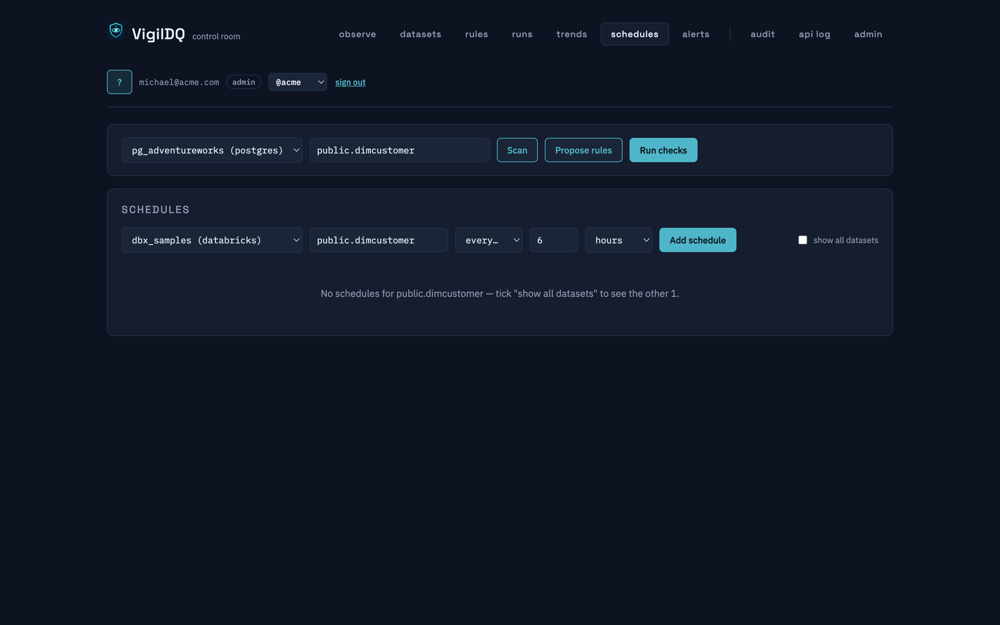 VigilDQ control room observe datasets rules runs trends schedules alerts audit api log admin
? michael@acme.com admin @acme sign out
pg_adventureworks (postgres) public.dimcustomer Scan Propose rules Run checks
SCHEDULES
dbx_samples (databricks) public.dimcustomer every… 6 hours Add schedule show all datasets
No schedules for public.dimcustomer — tick "show all datasets" to see the other 1.